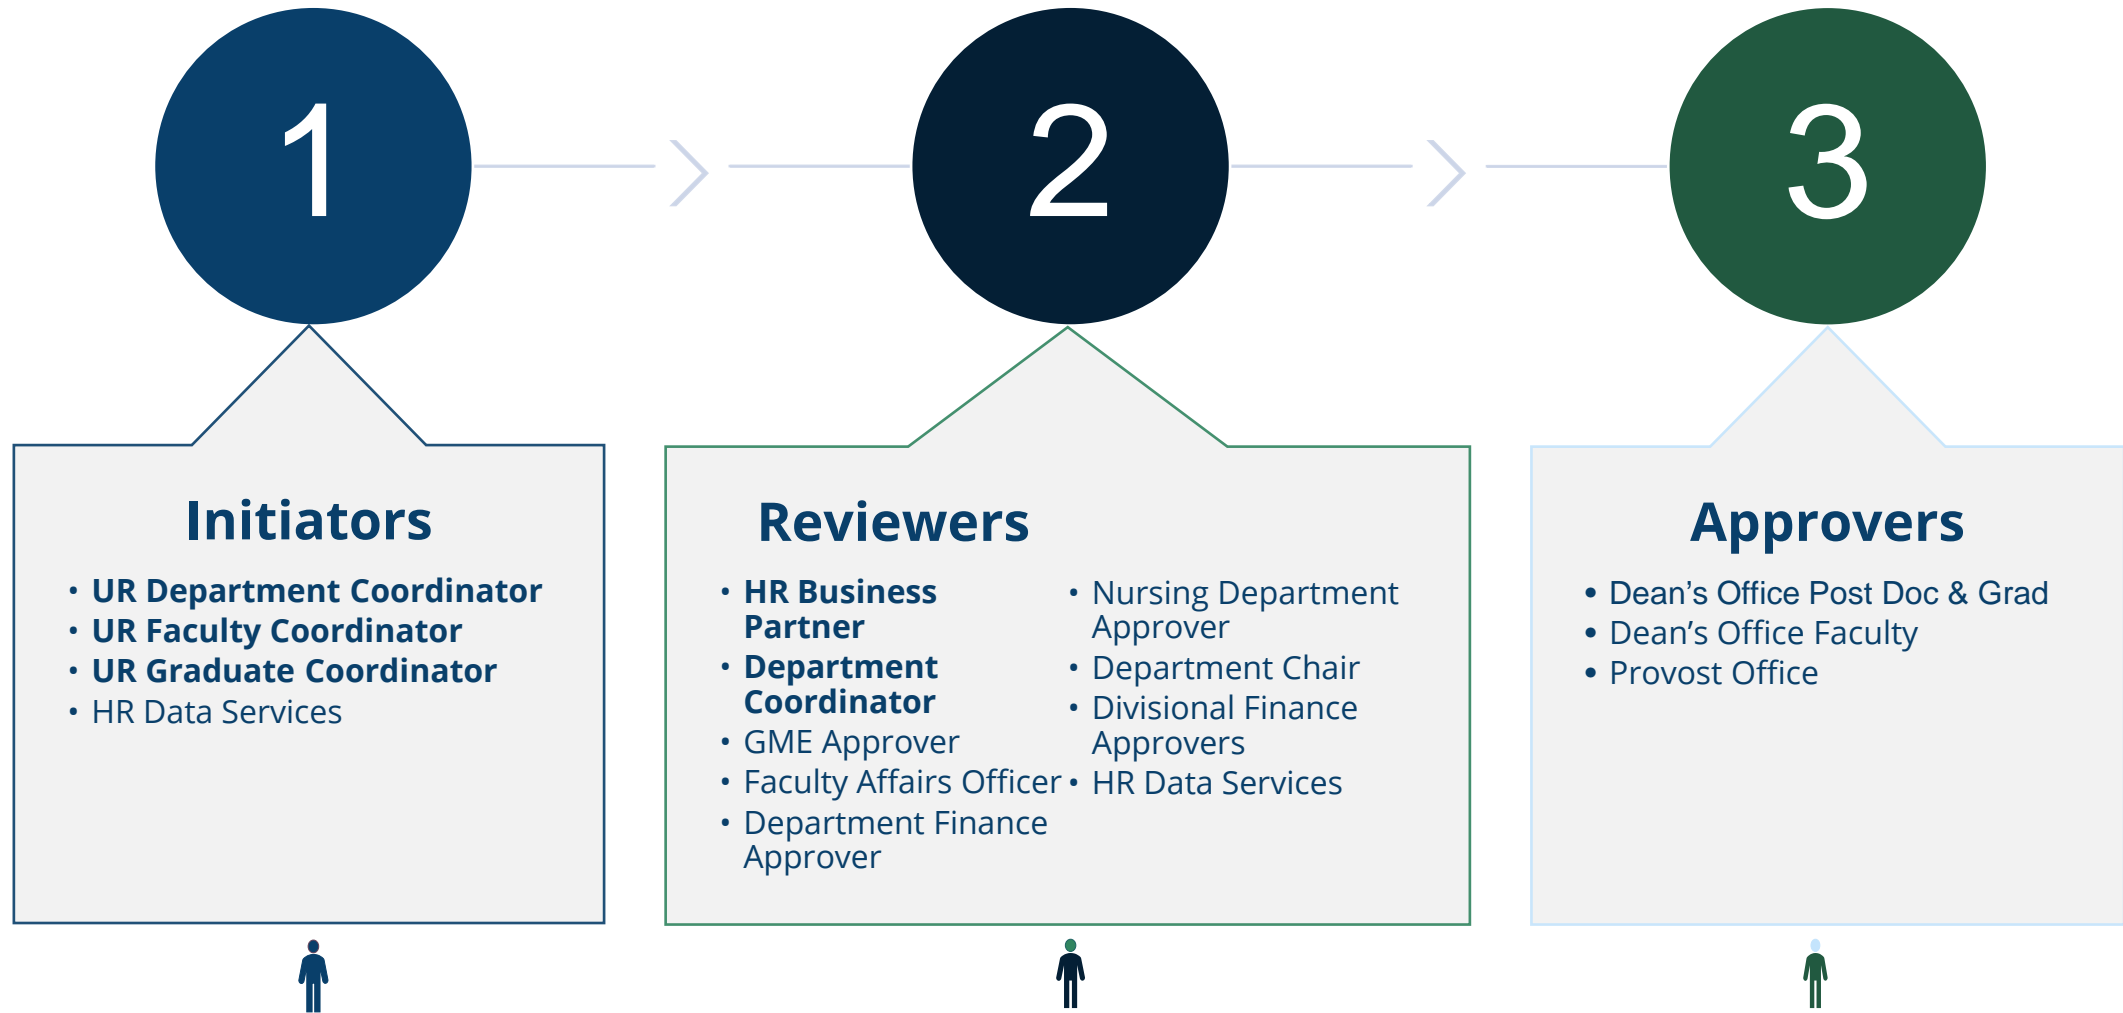 1
2
3
Initiators
• UR Department Coordinator
• UR Faculty Coordinator
• UR Graduate Coordinator
• HR Data Services
Reviewers
• HR Business
Partner
• Department
Coordinator
• GME Approver
• Faculty Affairs Officer
• Department Finance
Approver
• Nursing Department
Approver
• Department Chair
• Divisional Finance
Approvers
• HR Data Services
Approvers
• Dean’s Office Post Doc & Grad
• Dean’s Office Faculty
• Provost Office